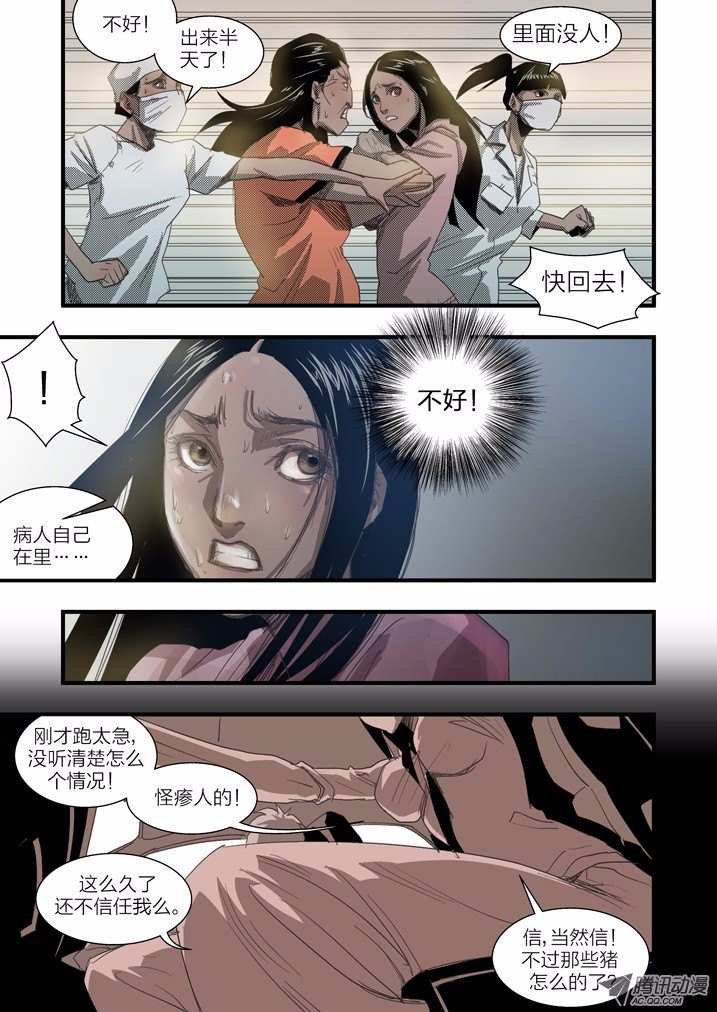 不好！
出来半
天了！
里面没人！
快回去！
！
不好！
病人自己
在里……
刚才跑太急，
没听清楚怎么
个情况！
怪瘆人的！
这么久了
还不信任我么。
信，当然信！
不过那些猪
怎么的了？
腾讯动漫
AC.QQ.COM